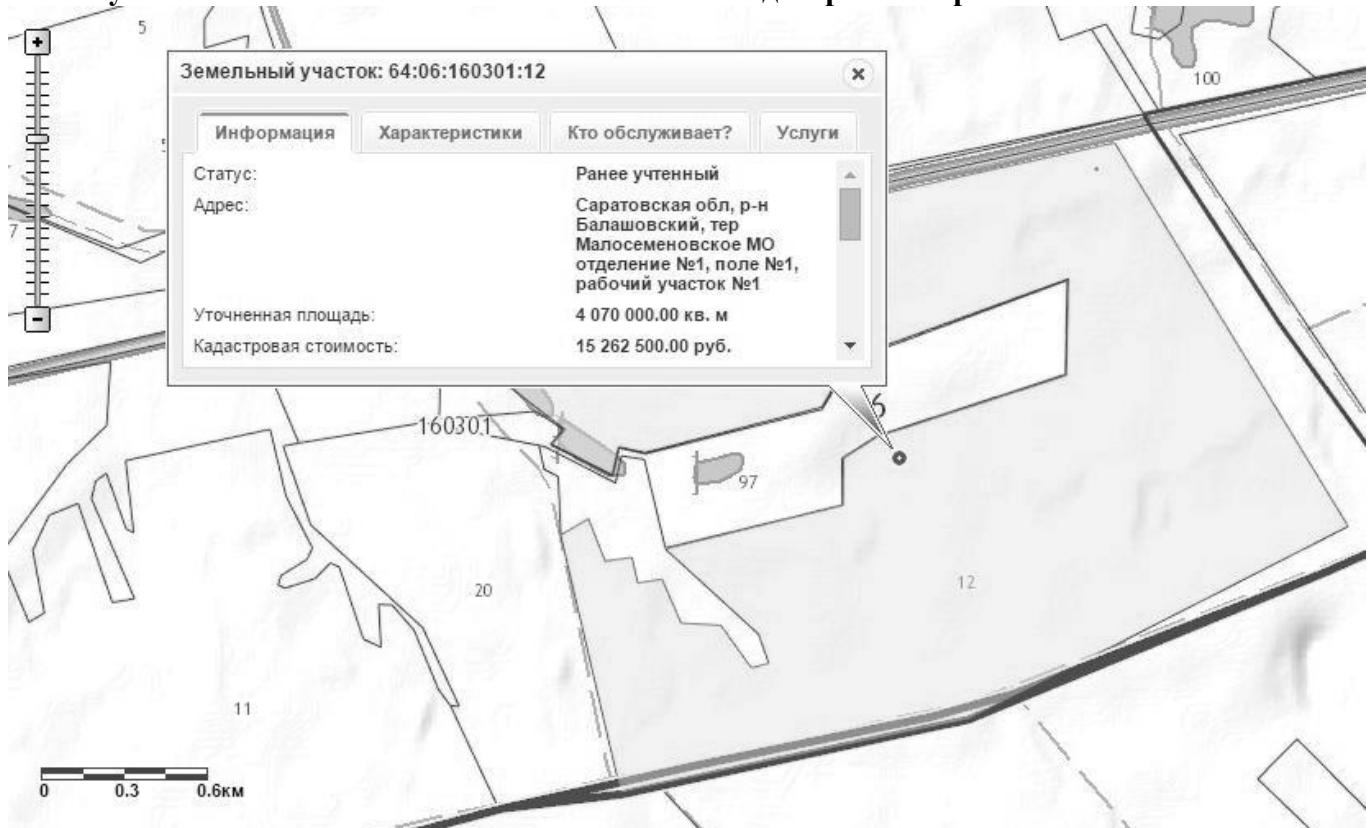 5
Земельный участок: 64:06:160301:12
100
Информация
Характеристики
Кто обслуживает?
Услуги
Статус:
Ранее учтенный
Адрес:
Саратовская обл, р-н
Балашовский, тер
Малосеменовское МО
отделение №1, поле №1,
рабочий участок №1
7
Уточненная площадь:
4 070 000.00 кв. м
Кадастровая стоимость:
15 262 500.00 руб.
6
160301
97
20
12
11
0
0.3
0.6км